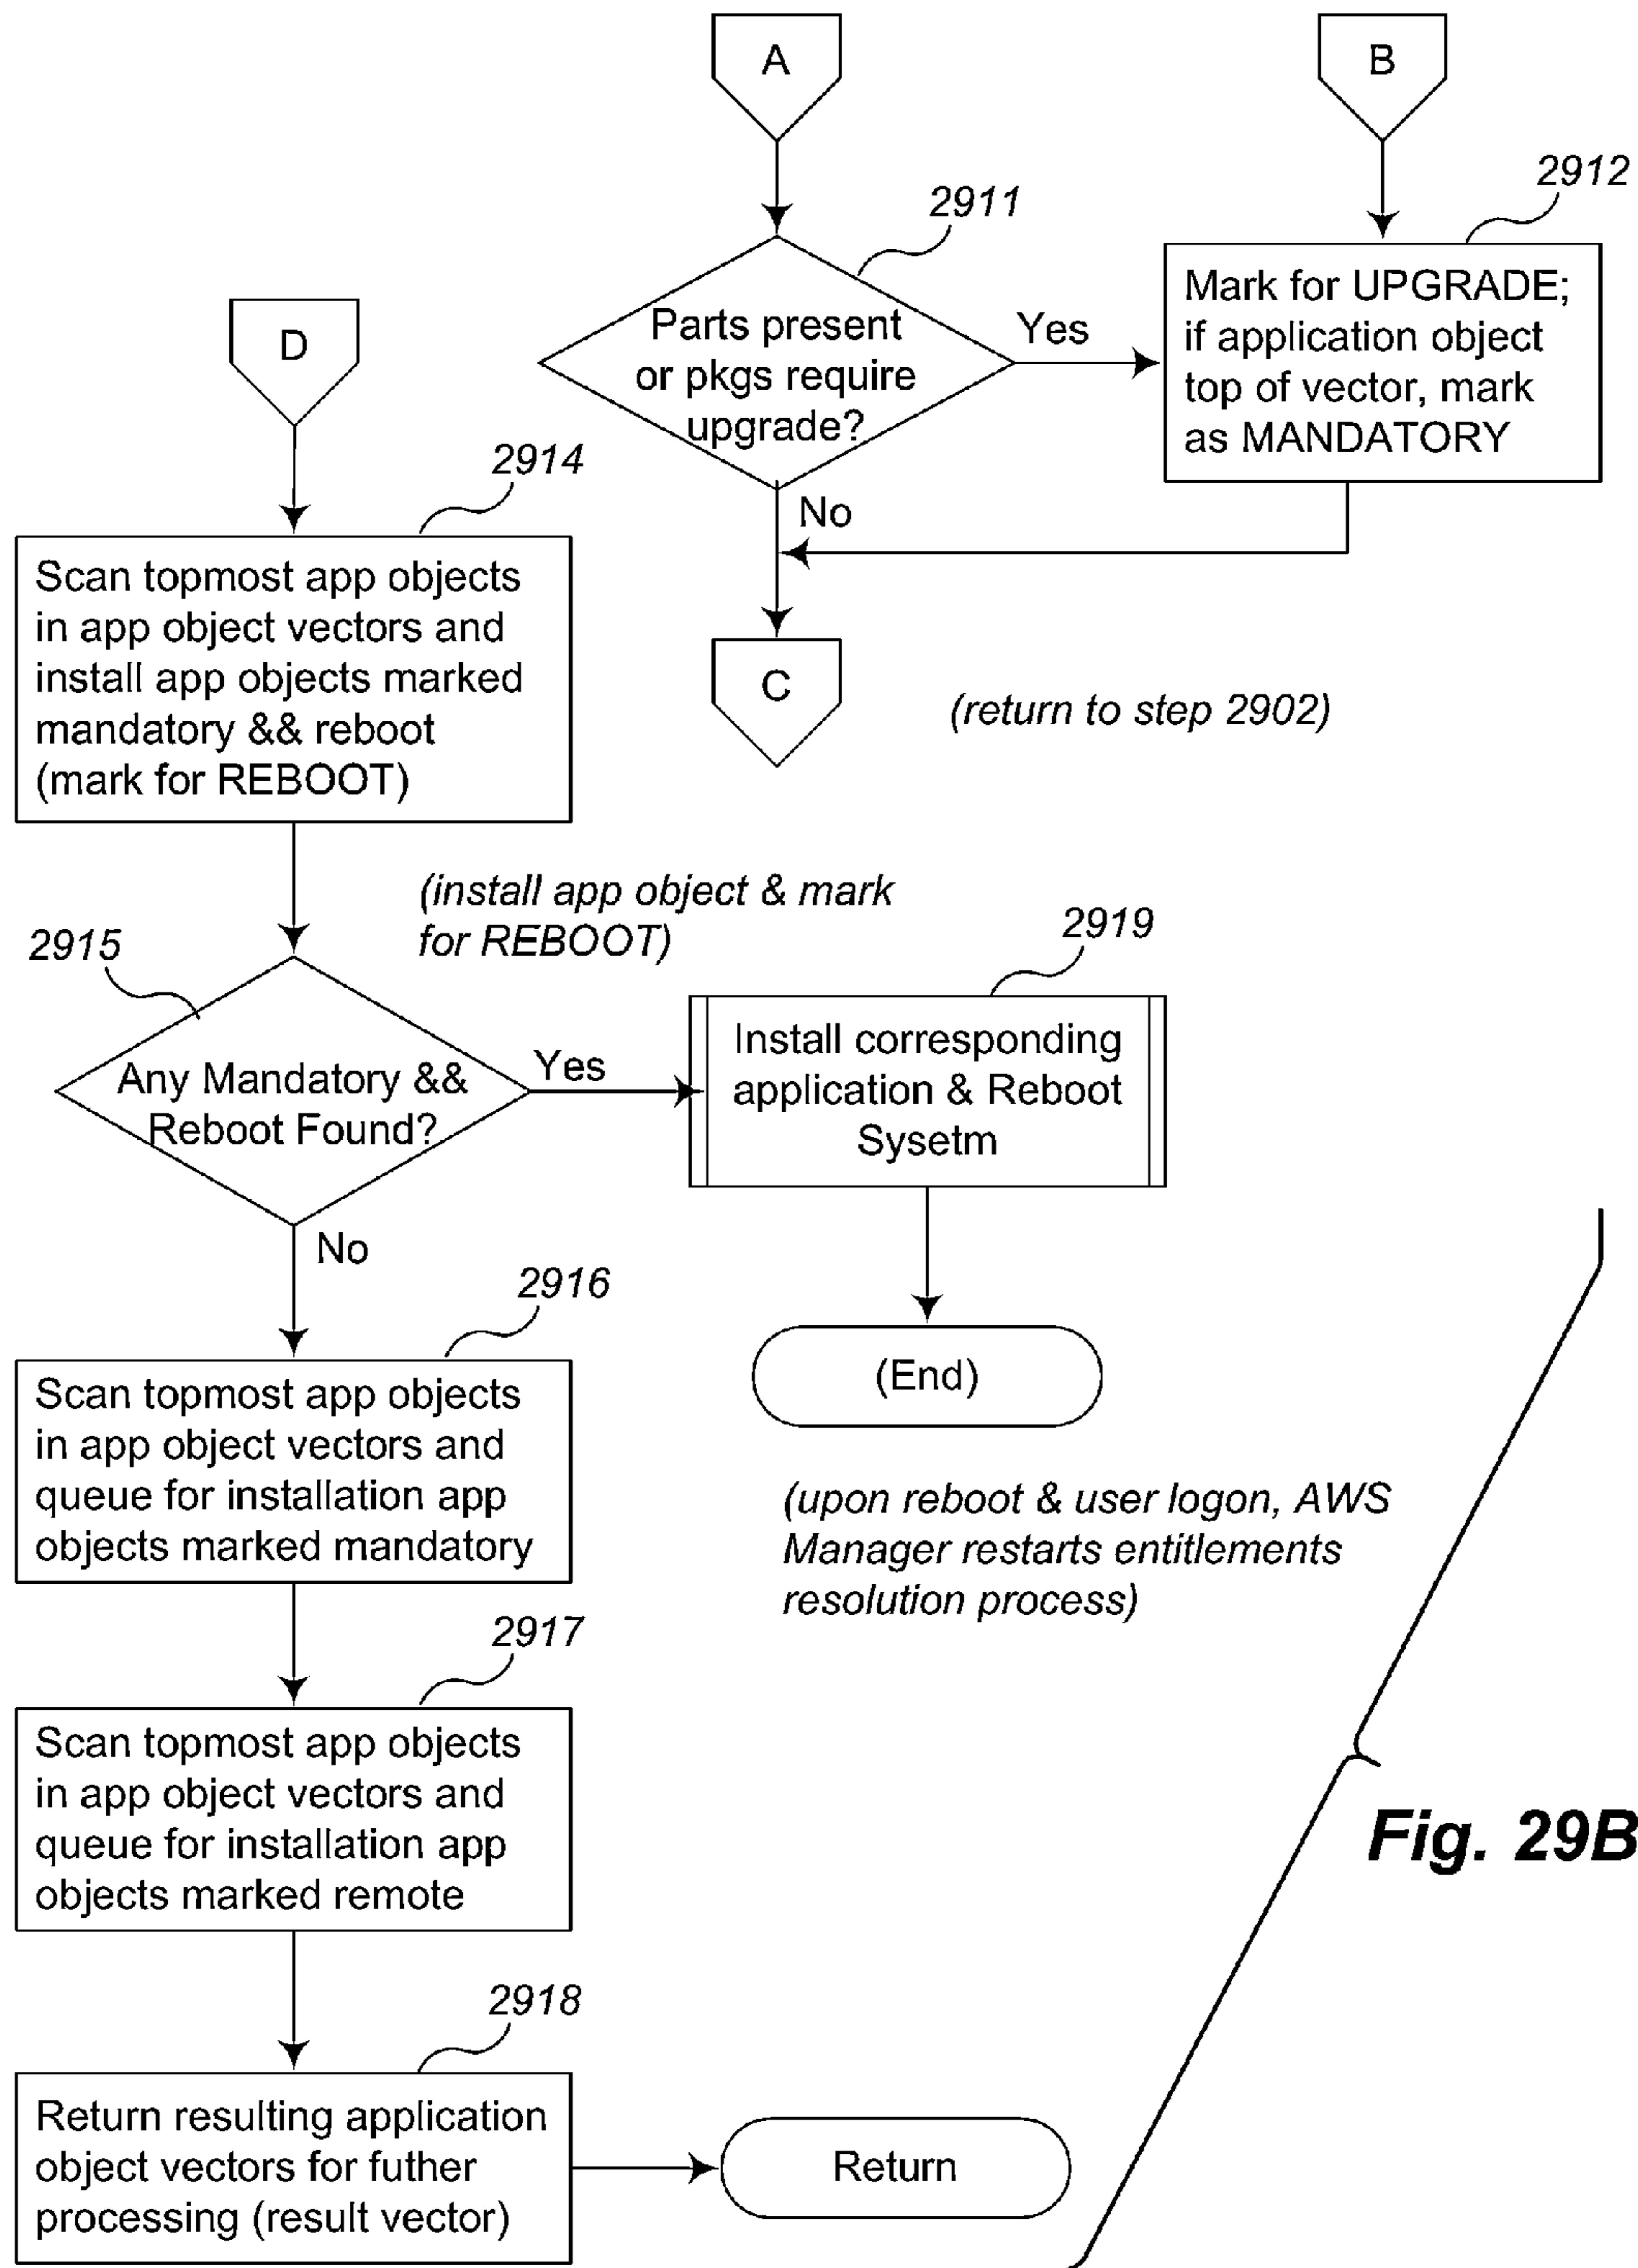 A
B
2911
2912
Parts present
or pkgs require
upgrade?
Yes
Mark for UPGRADE;
if application object
top of vector, mark
as MANDATORY
No
C
(return to step 2902)
D
2914
Scan topmost app objects
in app object vectors and
install app objects marked
mandatory && reboot
(mark for REBOOT)
(install app object & mark
for REBOOT)
2915
Any Mandatory &&
Reboot Found?
Yes
2919
Install corresponding
application & Reboot
Sysetm
No
(End)
(upon reboot & user logon, AWS
Manager restarts entitlements
resolution process)
2916
Scan topmost app objects
in app object vectors and
queue for installation app
objects marked mandatory
2917
Scan topmost app objects
in app object vectors and
queue for installation app
objects marked remote
2918
Return resulting application
object vectors for futher
processing (result vector)
Return
Fig. 29B